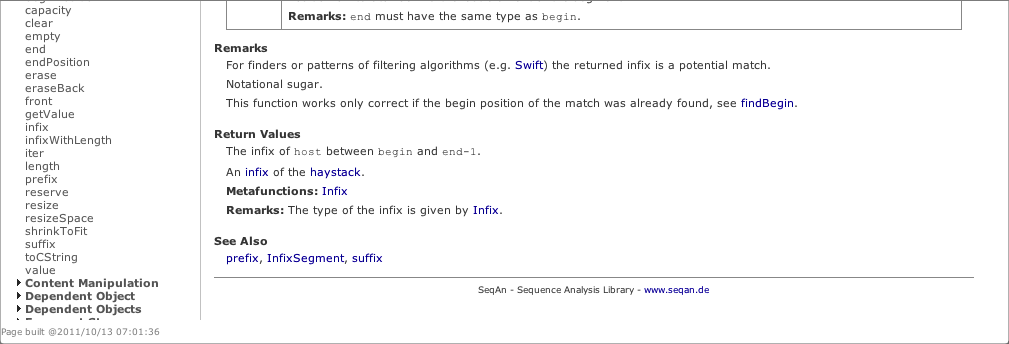 capacity
clear
empty
end
endPosition
erase
eraseBack
front
getValue
infix
infixWithLength
iter
length
prefix
reserve
resize
resizeSpace
shrinkToFit
suffix
toCString
value
Content Manipulation
Dependent Object
Dependent Objects
Remarks: end must have the same type as begin.
Remarks
For finders or patterns of filtering algorithms (e.g. Swift) the returned infix is a potential match.
Notational sugar.
This function works only correct if the begin position of the match was already found, see findBegin.
Return Values
The infix of host between begin and end-1.
An infix of the haystack.
Metafunctions: Infix
Remarks: The type of the infix is given by Infix.
See Also
prefix, InfixSegment, suffix
SeqAn - Sequence Analysis Library - www.seqan.de
Page built @2011/10/13 07:01:36